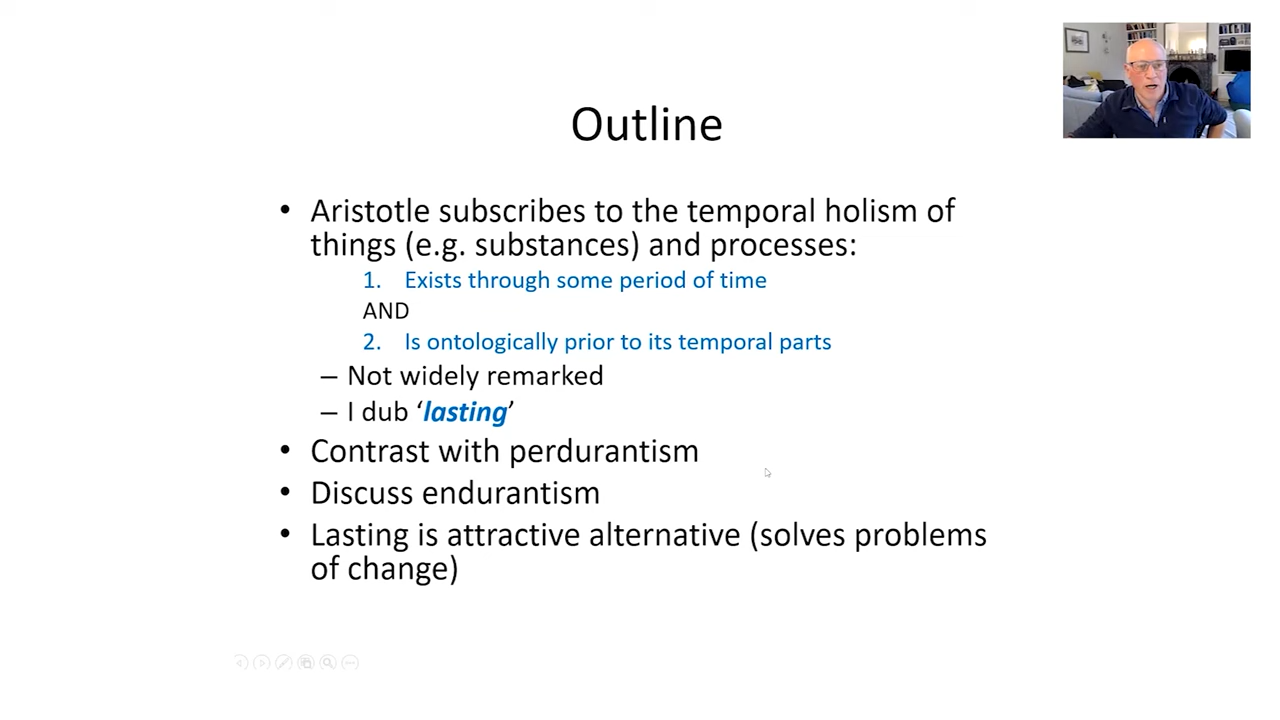 Outline
• Aristotle subscribes to the temporal holism of
things (e.g. substances) and processes:
1. Exists through some period of time
AND
2. Is ontologically prior to its temporal parts
– Not widely remarked
– I dub ‘lasting’
• Contrast with perdurantism
• Discuss endurantism
• Lasting is attractive alternative (solves problems
of change)